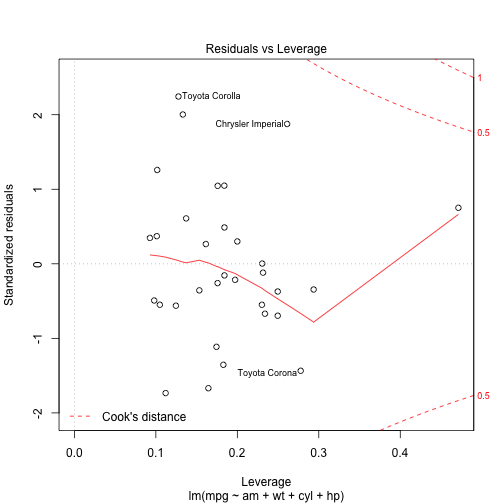 Residuals vs Leverage
Toyota Corolla
Chrysler Imperial
Toyota Corona
1
0.5
0.5
Standardized residuals
2
1
0
-1
-2
Cook's distance
0.0 0.1 0.2 0.3 0.4
Leverage
lm(mpg ~ am + wt + cyl + hp)